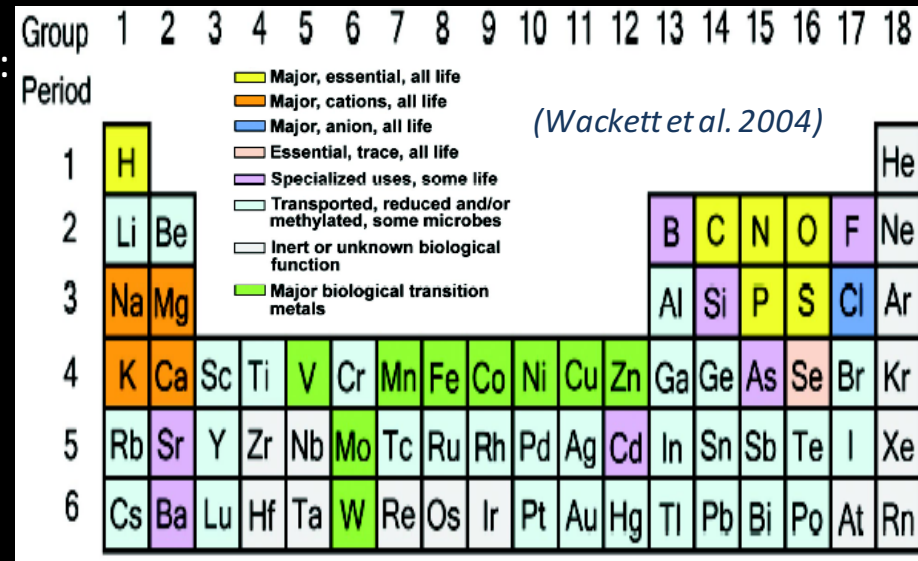 :
Group 1 2 3 4 5 6 7 8 9 10 11 12 13 14 15 16 17 18
Period
Major, essential, all life
Major, cations, all life
Major, anion, all life
Essential, trace, all life
Specialized uses, some life
Transported, reduced and/or
methylated, some microbes
Inert or unknown biological
function
Major biological transition
metals
(Wackett et al. 2004)
1 H He
2 Li Be B C N O F Ne
3 Na Mg Al Si P S Cl Ar
4 K Ca Sc Ti V Cr Mn Fe Co Ni Cu Zn Ga Ge As Se Br Kr
5 Rb Sr Y Zr Nb Mo Tc Ru Rh Pd Ag Cd In Sn Sb Te I Xe
6 Cs Ba Lu Hf Ta W Re Os Ir Pt Au Hg Tl Pb Bi Po At Rn